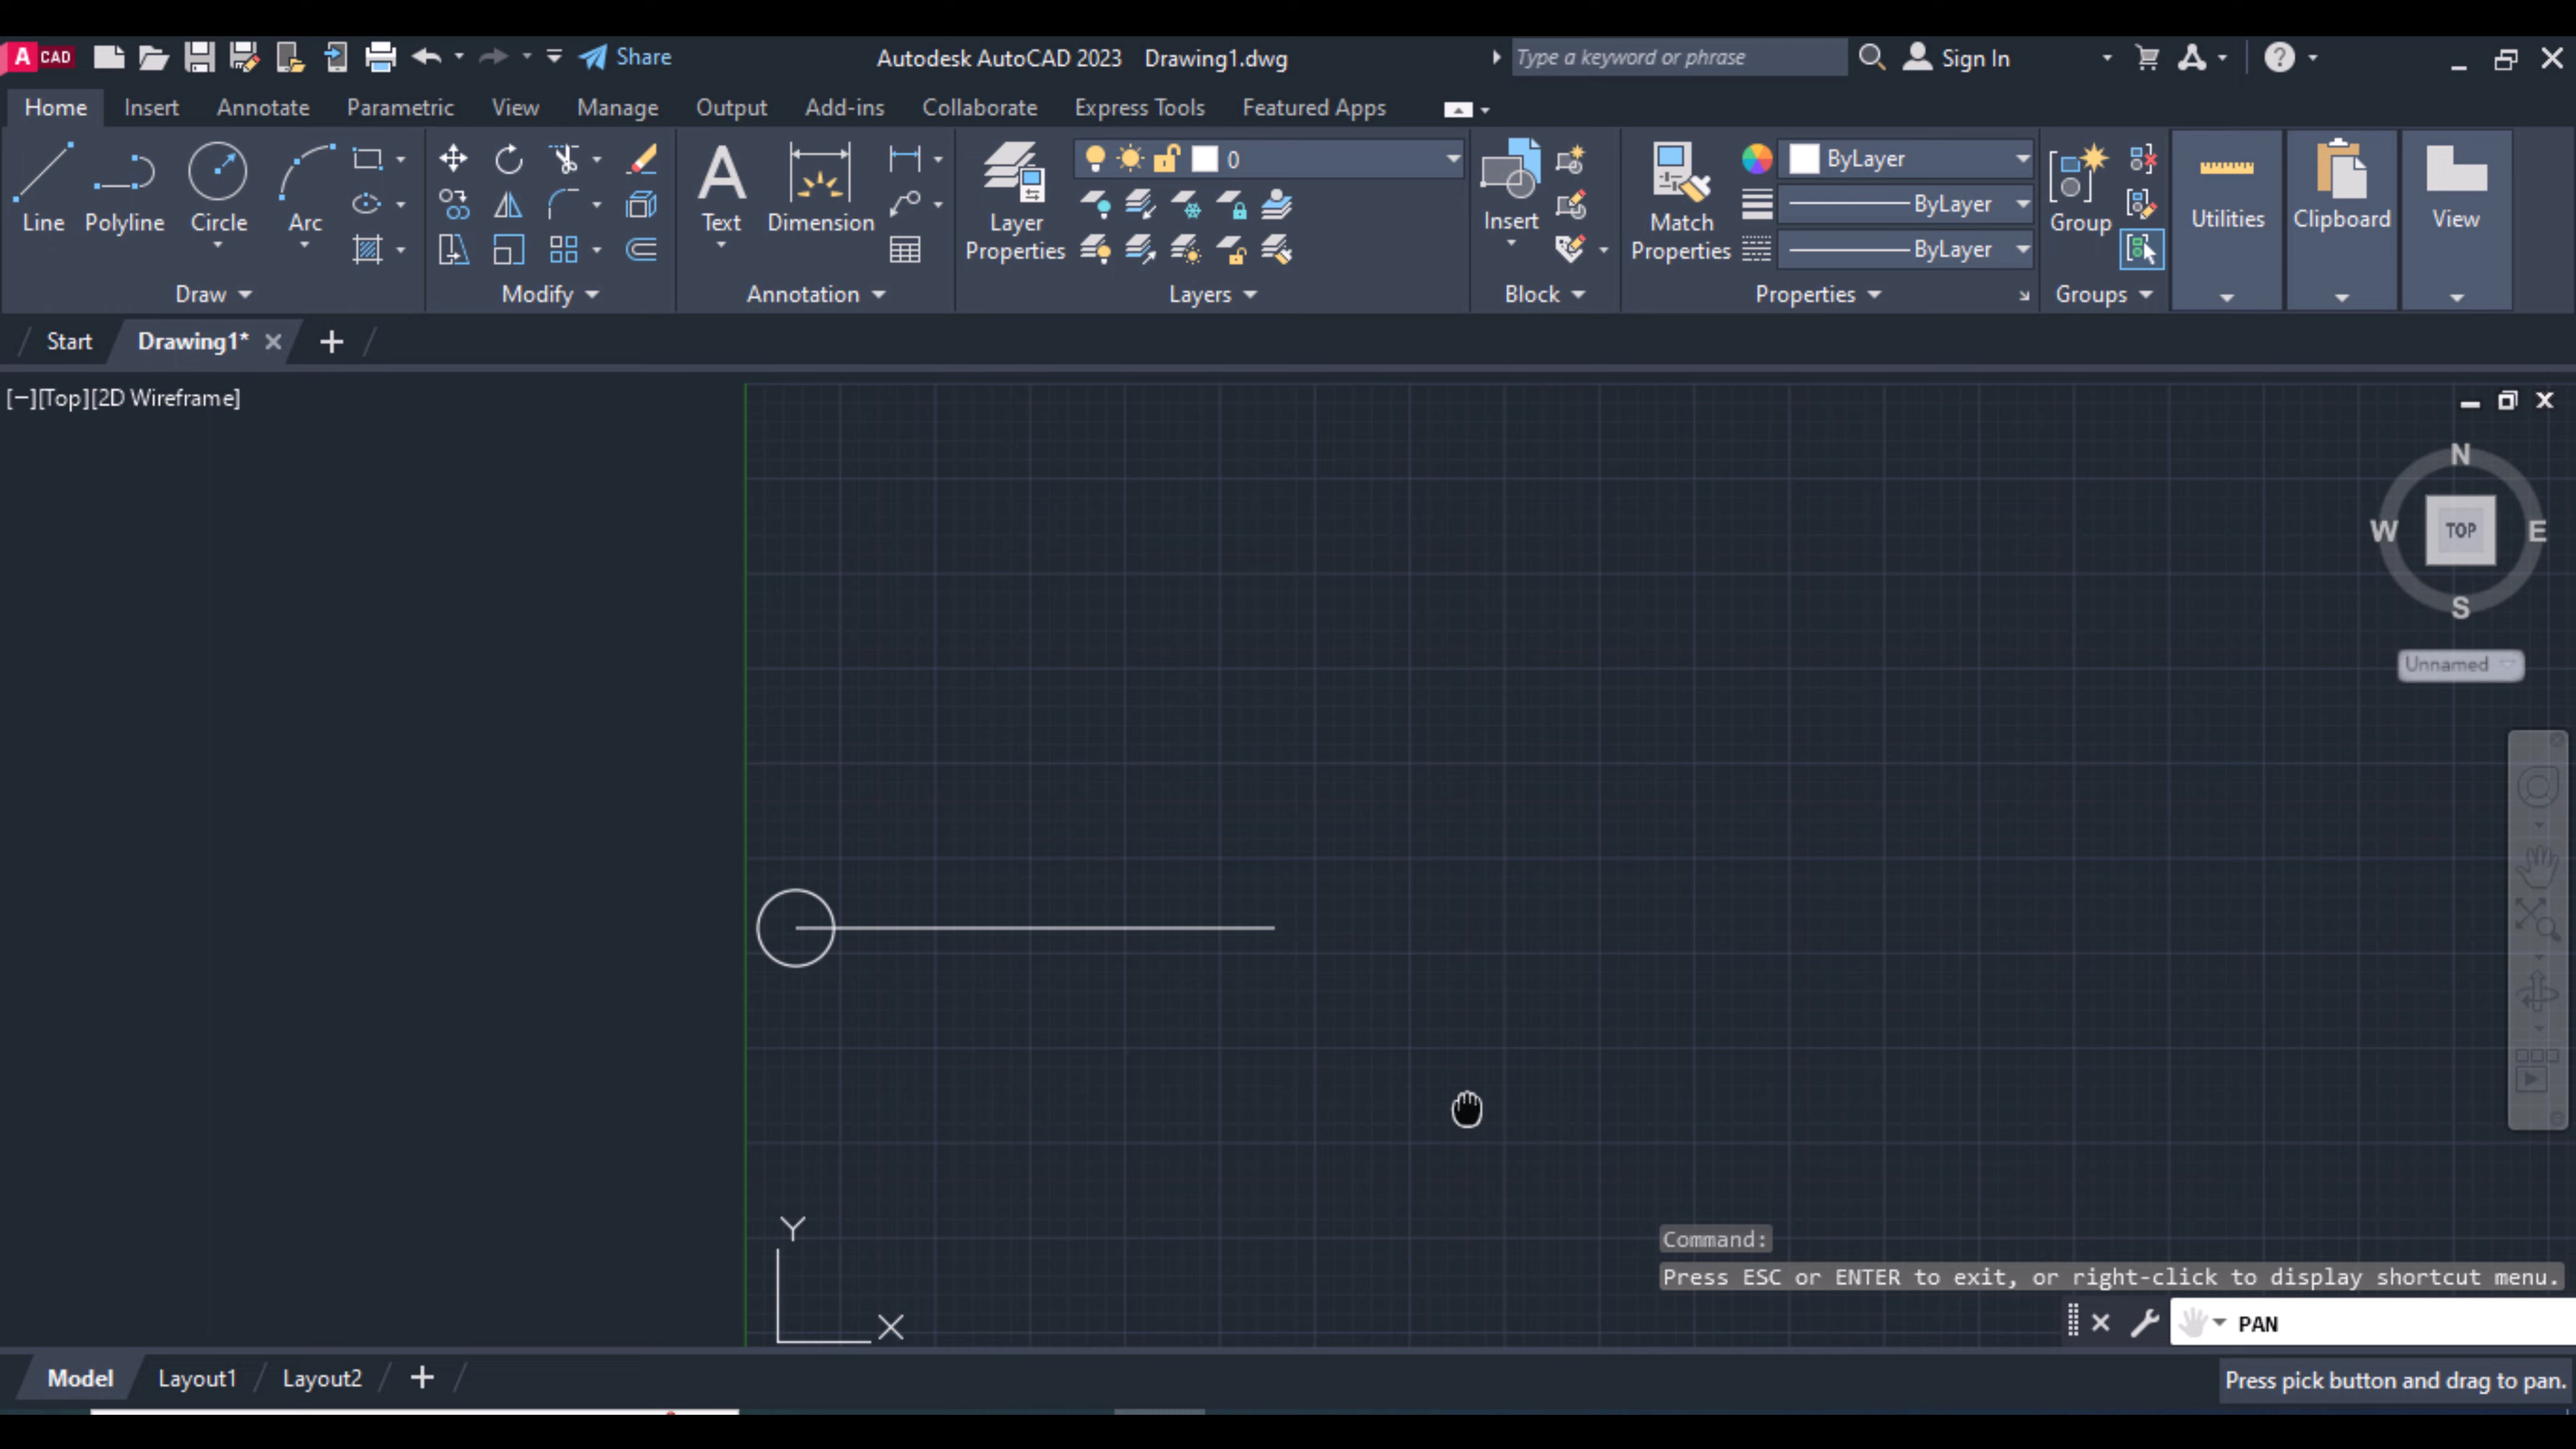 A CAD Share Autodesk AutoCAD 2023 Drawing1.dwg Type a keyword or phrase Sign In
Home Insert Annotate Parametric View Manage Output Add-ins Collaborate Express Tools Featured Apps
0 ByLayer
Line Polyline Circle Arc Text Dimension Layer Properties Insert Match Properties ByLayer Group Utilities Clipboard View
ByLayer
Draw Modify Annotation Layers Block Properties Groups
Start Drawing1* +
[−][Top][2D Wireframe]
N
W TOP E
S
Unnamed
Y
X
Command:
Press ESC or ENTER to exit, or right-click to display shortcut menu.
PAN
Model Layout1 Layout2 + Press pick button and drag to pan.